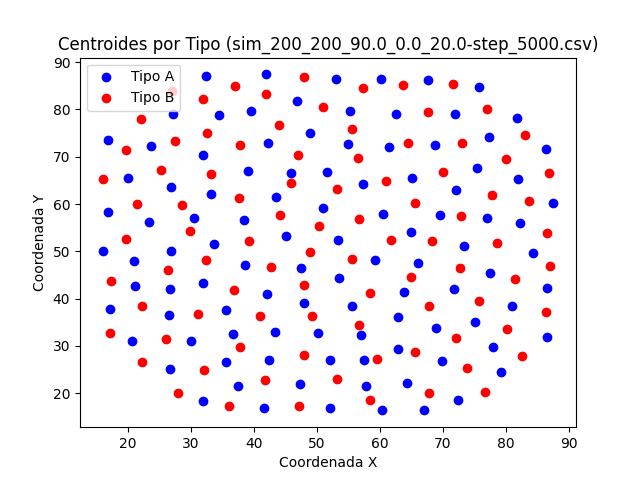 Centroides por Tipo (sim_200_200_90.0_0.0_20.0-step_5000.csv)
Tipo A
Tipo B
90
80
70
60
50
40
30
20
Coordenada Y
20 30 40 50 60 70 80 90
Coordenada X